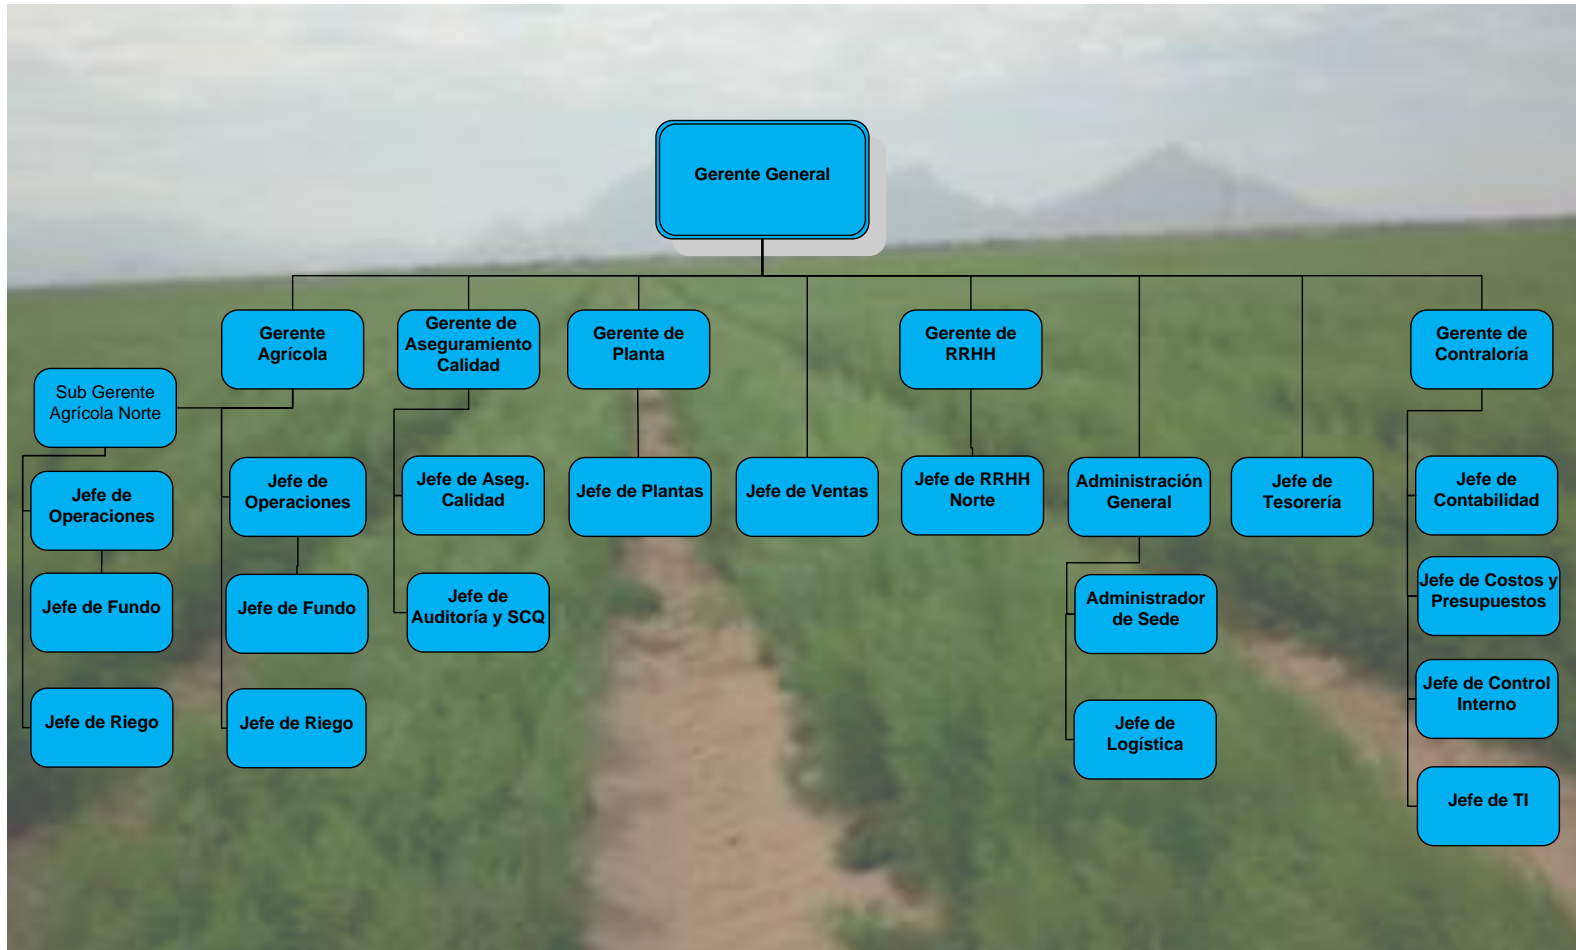 Gerente General
Gerente
Agrícola
Gerente de
Aseguramiento
Calidad
Gerente de
Planta
Gerente de
RRHH
Gerente de
Contraloría
Sub Gerente
Agrícola Norte
Jefe de
Operaciones
Jefe de
Operaciones
Jefe de Aseg.
Calidad
Jefe de Plantas
Jefe de Ventas
Jefe de RRHH
Norte
Administración
General
Jefe de
Tesorería
Jefe de
Contabilidad
Jefe de Fundo
Jefe de Fundo
Jefe de
Auditoría y SCQ
Administrador
de Sede
Jefe de Costos y
Presupuestos
Jefe de Riego
Jefe de Riego
Jefe de
Logística
Jefe de Control
Interno
Jefe de TI